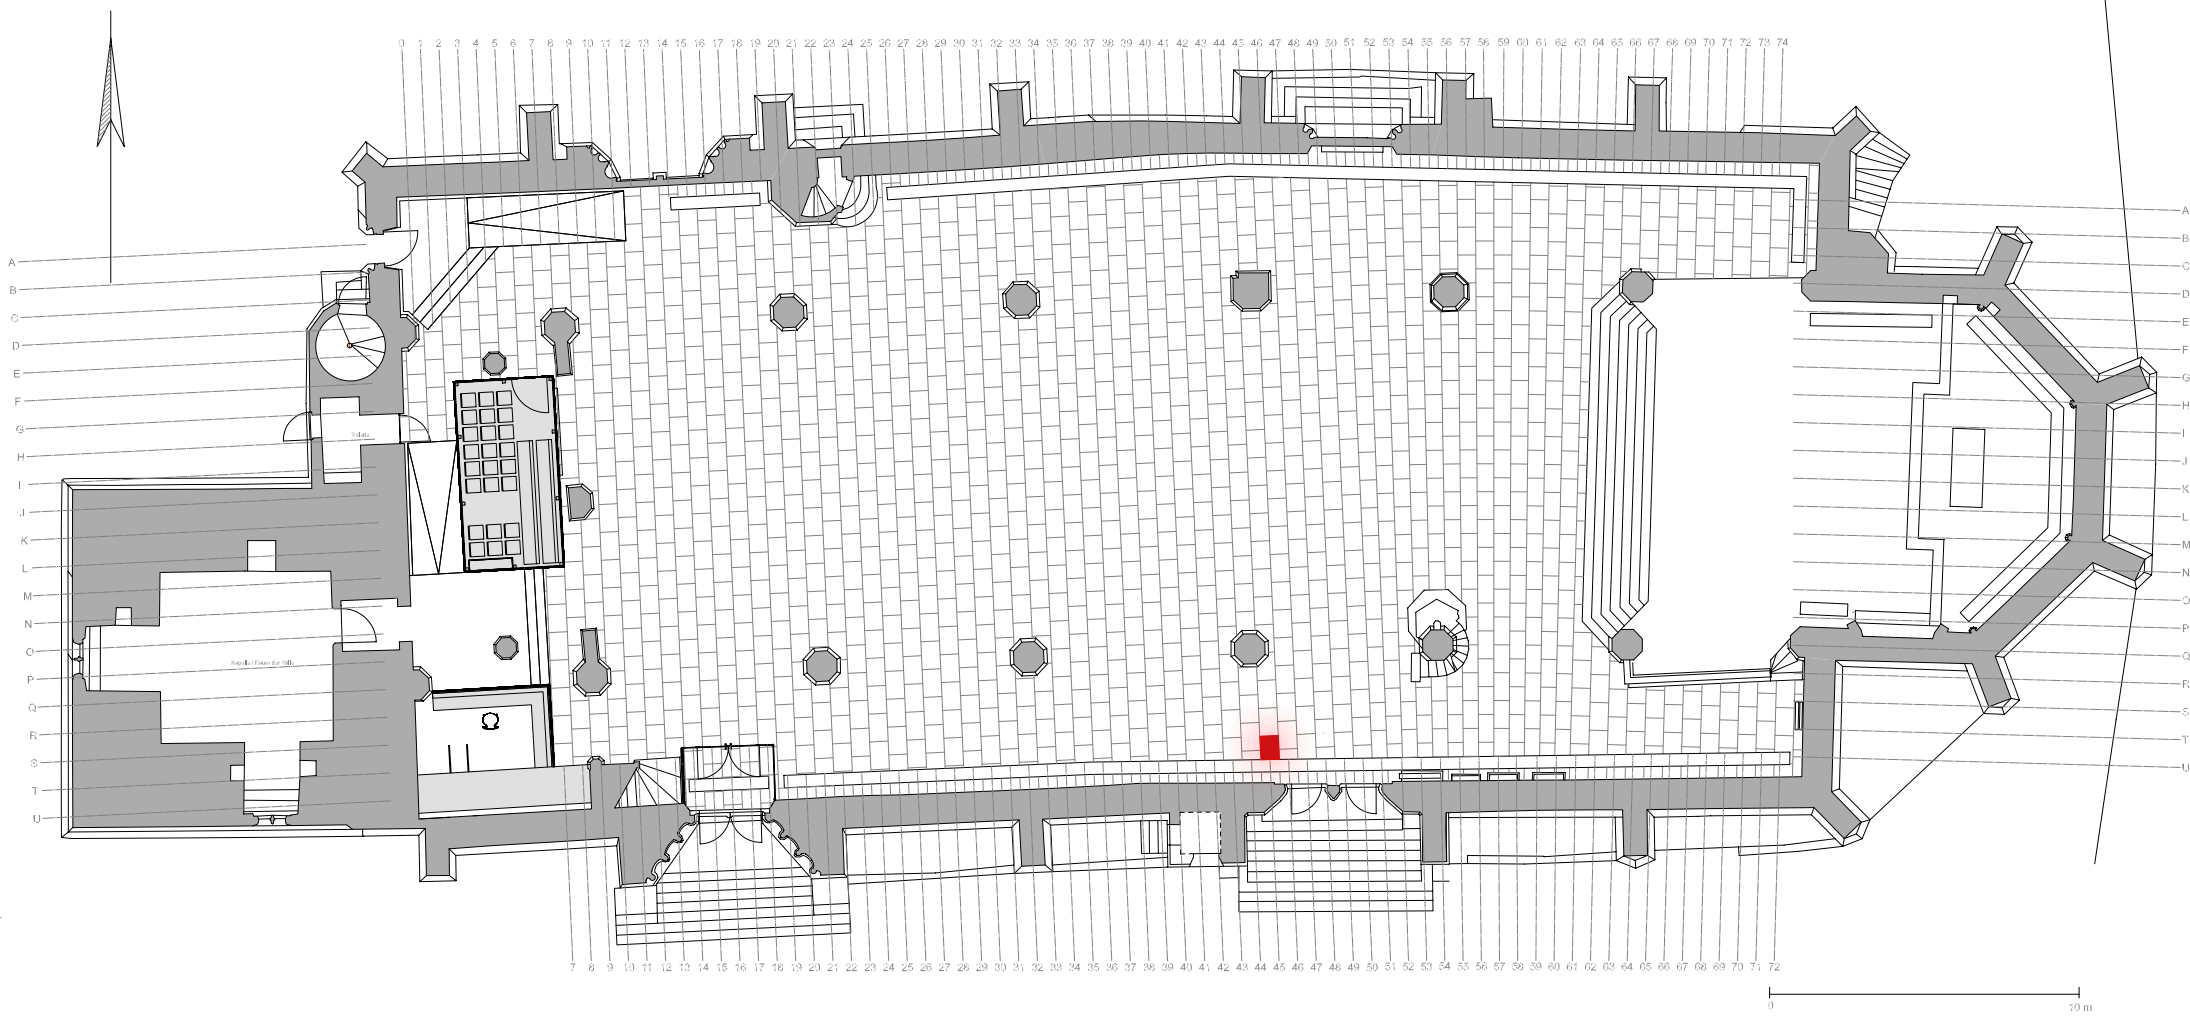 0 1 2 3 4 5 6 7 8 9 10 11 12 13 14 15 16 17 18 19 20 21 22 23 24 25 26 27 28 29 30 31 32 33 34 35 36 37 38 39 40 41 42 43 44 45 46 47 48 49 50 51 52 53 54 55 56 57 58 59 60 61 62 63 64 65 66 67 68 69 70 71 72 73 74
A
B
C
D
E
F
G
H
I
J
K
L
M
N
O
P
Q
R
S
T
U
A
B
C
D
E
F
G
H
I
J
K
L
M
N
O
P
Q
R
S
T
U
7 8 9 10 11 12 13 14 15 16 17 18 19 20 21 22 23 24 25 26 27 28 29 30 31 32 33 34 35 36 37 38 39 40 41 42 43 44 45 46 47 48 49 50 51 52 53 54 55 56 57 58 59 60 61 62 63 64 65 66 67 68 69 70 71 72
0 10 m